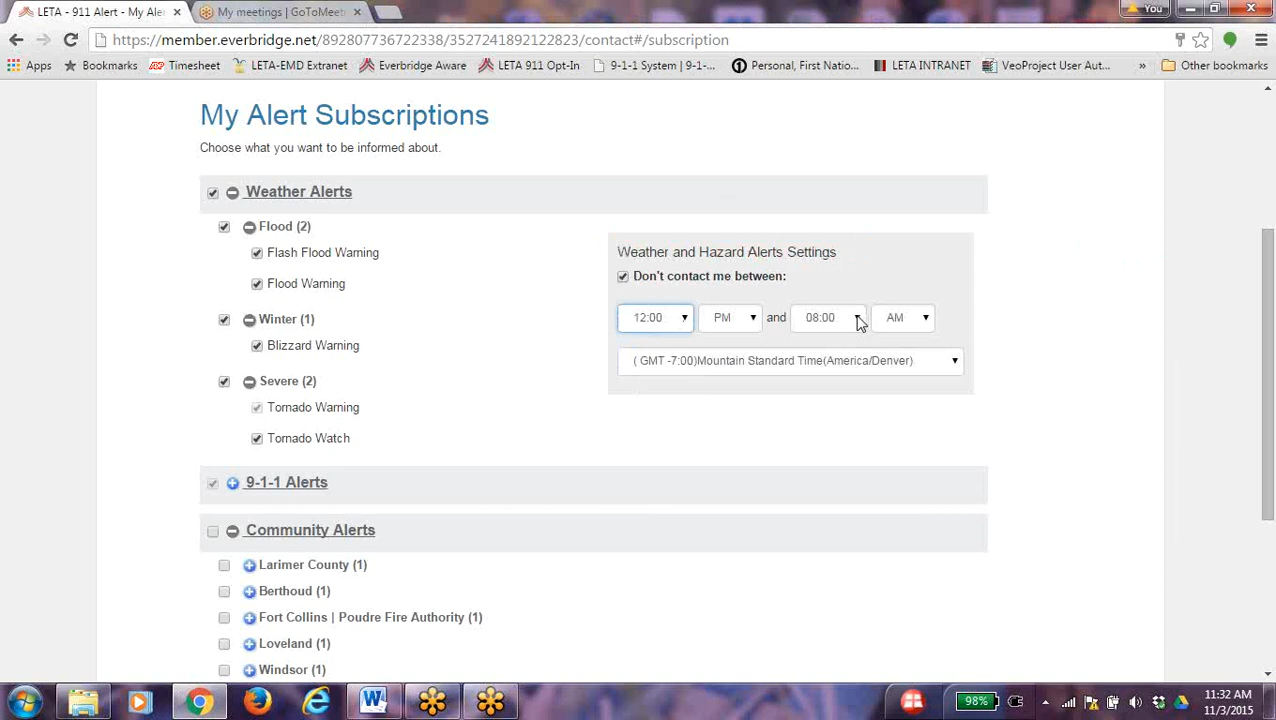 LETA - 911 Alert - My Ale
My meetings | GoToMeet
You
https://member.everbridge.net/892807736722338/3527241392122823/contact#/subscription
Apps Bookmarks ADP Timesheet LETA-EMD Extranet Everbridge Aware LETA 911 Opt-In 9-1-1 System | 9-1-... Personal, First Natio... LETA INTRANET VeoProject User Aut... » Other bookmarks
My Alert Subscriptions
Choose what you want to be informed about.
Weather Alerts
Flood (2)
Flash Flood Warning
Flood Warning
Winter (1)
Blizzard Warning
Severe (2)
Tornado Warning
Tornado Watch
Weather and Hazard Alerts Settings
Don't contact me between:
12:00 PM and 08:00 AM
( GMT -7:00)Mountain Standard Time(America/Denver)
9-1-1 Alerts
Community Alerts
Larimer County (1)
Berthoud (1)
Fort Collins | Poudre Fire Authority (1)
Loveland (1)
Windsor (1)
98%
11:32 AM
11/3/2015